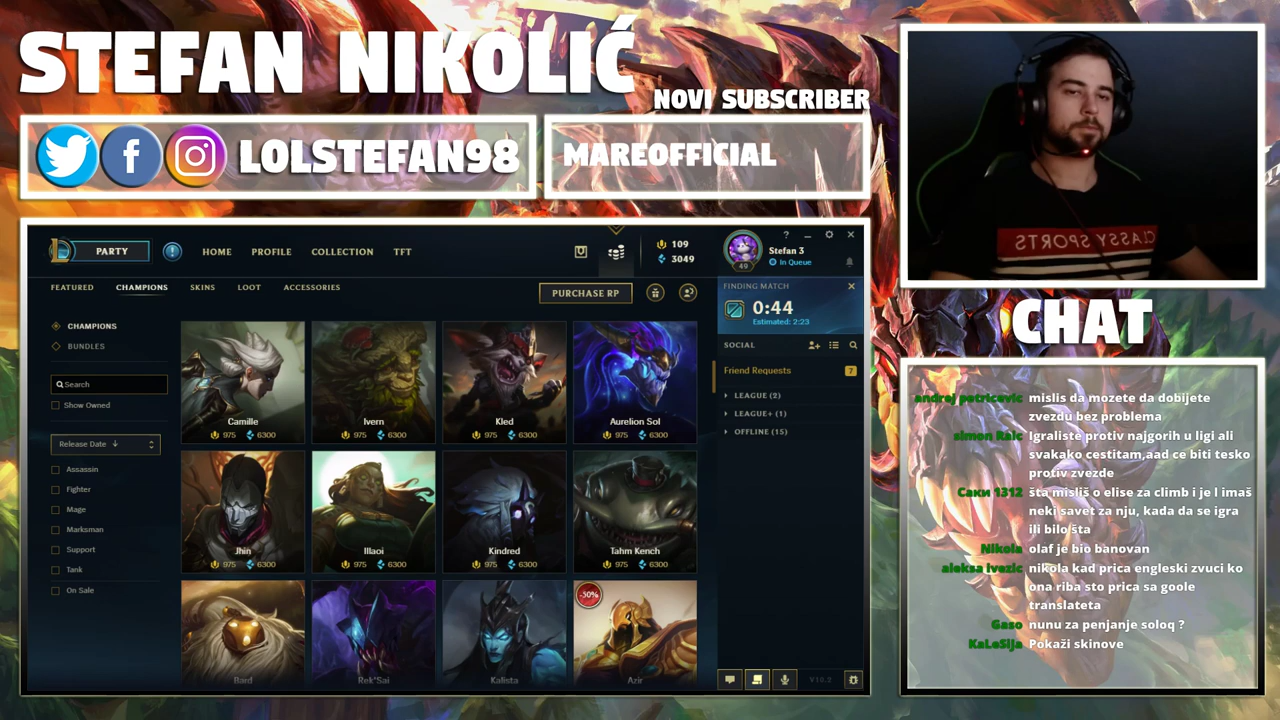 STEFAN NIKOLIĆ
NOVI SUBSCRIBER
LOLSTEFAN98
MAREOFFICIAL
PARTY
HOME
PROFILE
COLLECTION
TFT
109
3049
Stefan 3
In Queue
49
FEATURED
CHAMPIONS
SKINS
LOOT
ACCESSORIES
PURCHASE RP
FINDING MATCH
0:44
Estimated: 2:23
CHAMPIONS
BUNDLES
Search
Show Owned
Release Date
Assassin
Fighter
Mage
Marksman
Support
Tank
On Sale
Camille
975 6300
Ivern
975 6300
Kled
975 6300
Aurelion Sol
975 6300
Jhin
975 6300
Illaoi
975 6300
Kindred
975 6300
Tahm Kench
975 6300
Bard
Rek'Sai
Kalista
-50%
Azir
SOCIAL
Friend Requests
7
LEAGUE (2)
LEAGUE+ (1)
OFFLINE (15)
V10.2
CLASSY SPORTS
CHAT
andrej petricevic mislis da mozete da dobijete
zvezdu bez problema
simon Raic Igraliste protiv najgorih u ligi ali
svakako cestitam,aad ce biti tesko
protiv zvezde
Саки 1312 šta misliš o elise za climb i je l imaš
neki savet za nju, kada da se igra
ili bilo šta
Nikola olaf je bio banovan
aleksa ivezic nikola kad prica engleski zvuci ko
ona riba sto prica sa goole
translateta
Gaso nunu za penjanje soloq ?
KaLeSija Pokaži skinove